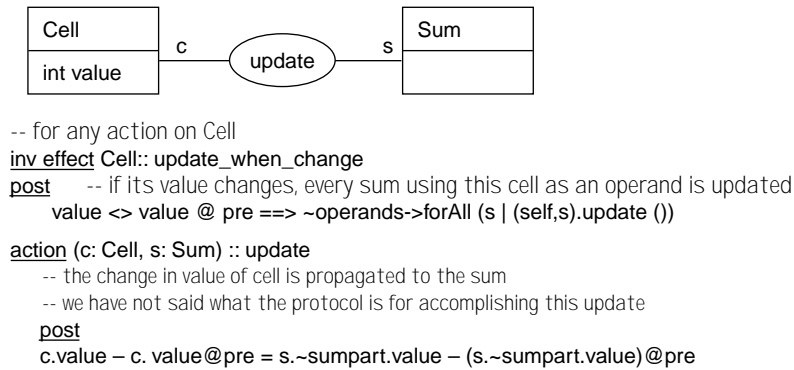 Cell
Sum
c
s
update
int value
-- for any action on Cell
inv effect Cell:: update_when_change
post -- if its value changes, every sum using this cell as an operand is updated
value <> value @ pre ==> ~operands->forAll (s | (self,s).update ())
action (c: Cell, s: Sum) :: update
-- the change in value of cell is propagated to the sum
-- we have not said what the protocol is for accomplishing this update
post
c.value – c. value@pre = s.~sumpart.value – (s.~sumpart.value)@pre